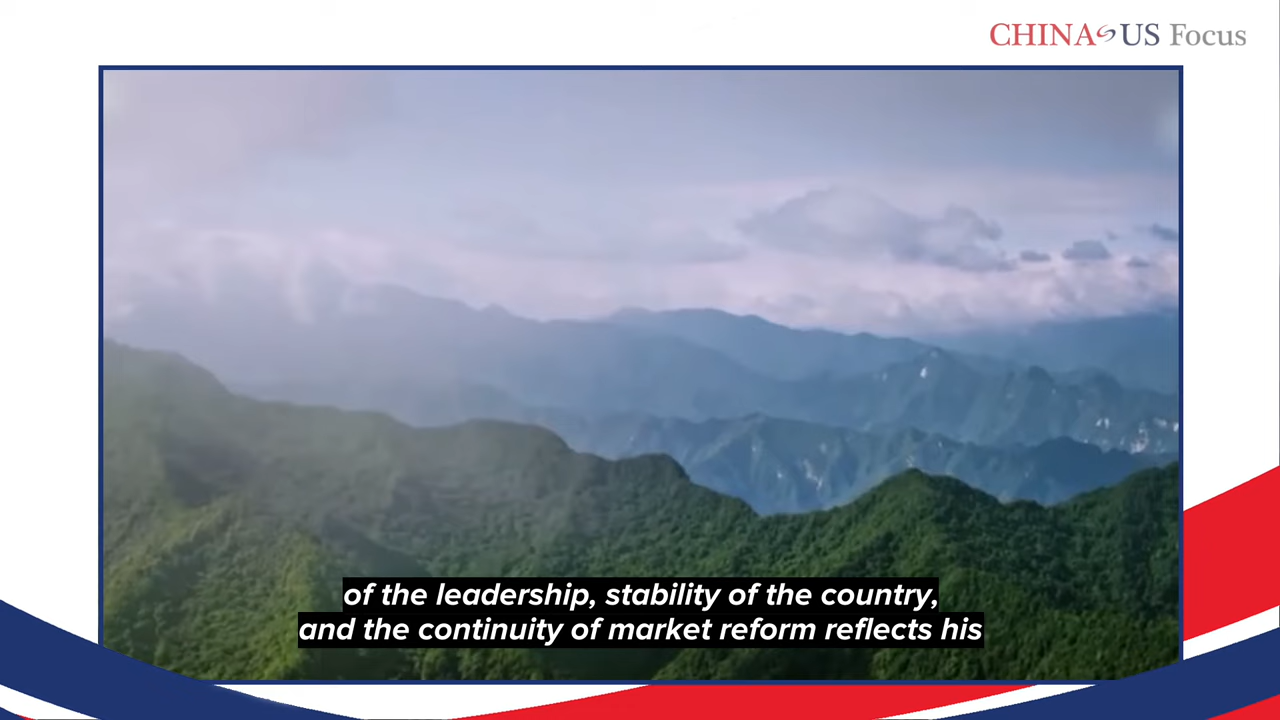 CHINA US Focus
of the leadership, stability of the country,
and the continuity of market reform reflects his